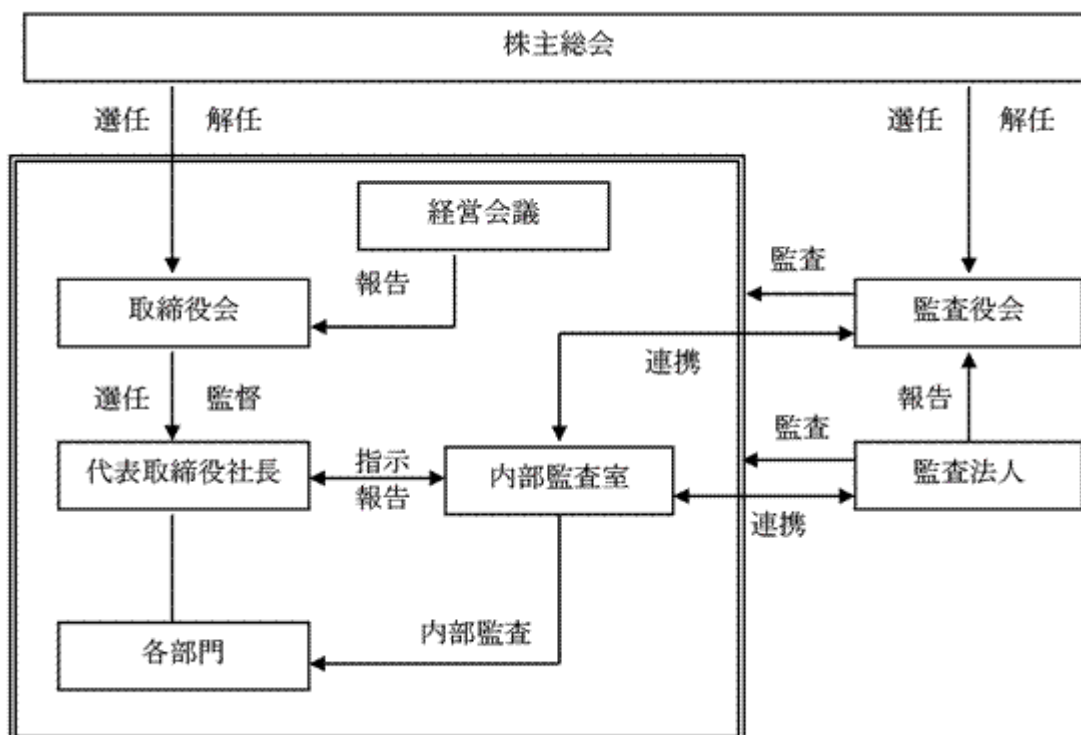 株主総会
選任 解任
選任 解任
経営会議
報告
監査
取締役会
監査役会
連携
選任 監督
報告
監査
代表取締役社長
指示
報告
内部監査室
監査法人
連携
内部監査
各部門